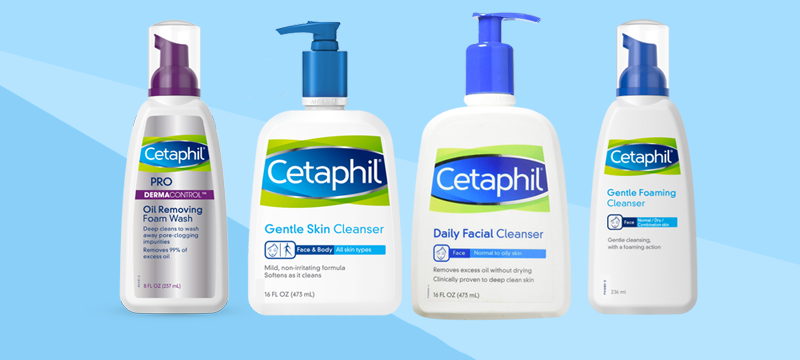 Cetaphil®
PRO
DERMACONTROL™
Oil Removing
Foam Wash
Deep cleans to wash
away pore-clogging
impurities
Removes 99% of
excess oil
8 FL OZ (237 mL)
Cetaphil®
Gentle Skin Cleanser
Face & Body All skin types
Mild, non-irritating formula
Softens as it cleans
16 FL OZ (473 mL)
Cetaphil®
Daily Facial Cleanser
Face Normal to oily skin
Removes excess oil without drying
Clinically proven to deep clean skin
16 FL OZ (473 mL)
Cetaphil®
Gentle Foaming
Cleanser
Face Normal / Dry /
Combination skin
Gentle cleansing,
with a foaming action
236 ml